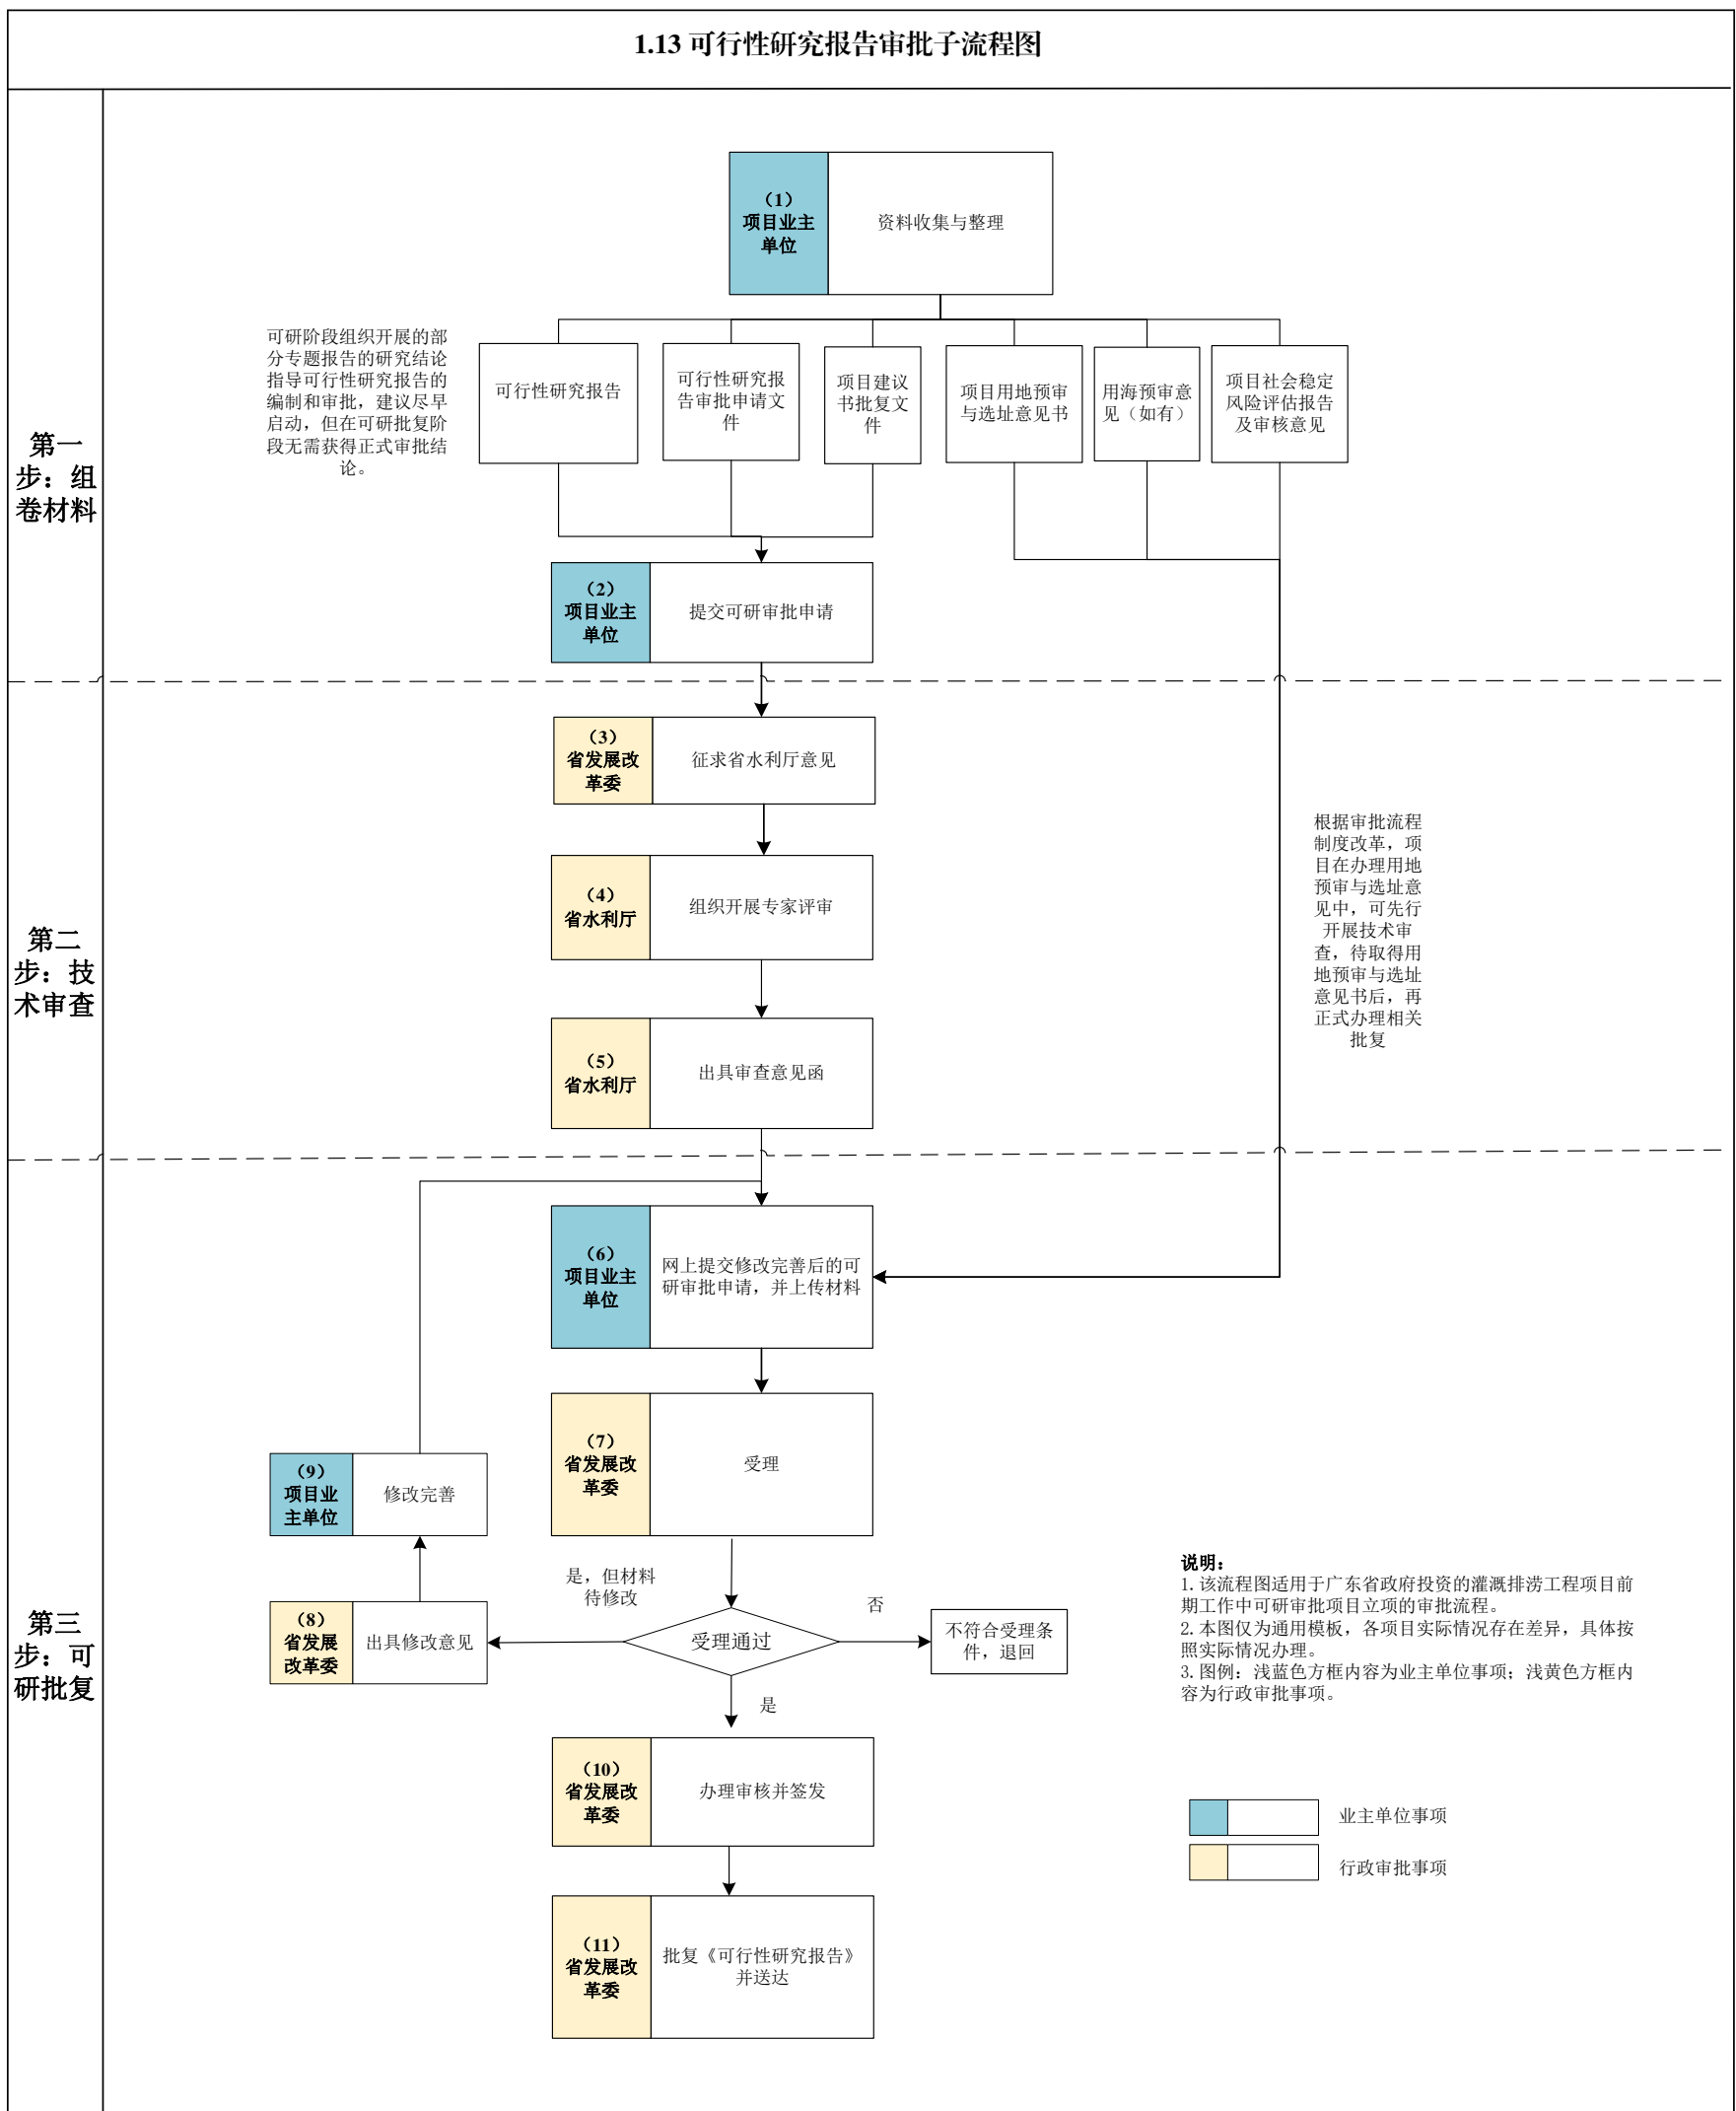 1.13 可行性研究报告审批子流程图
第一
步：组
卷材料
（1）
项目业主
单位
资料收集与整理
可研阶段组织开展的部
分专题报告的研究结论
指导可行性研究报告的
编制和审批，建议尽早
启动，但在可研批复阶
段无需获得正式审批结
论。
可行性研究报告
可行性研究报
告审批申请文
件
项目建议
书批复文
件
项目用地预审
与选址意见书
用海预审意
见（如有）
项目社会稳定
风险评估报告
及审核意见
（2）
项目业主
单位
提交可研审批申请
第二
步：技
术审查
（3）
省发展改
革委
征求省水利厅意见
（4）
省水利厅
组织开展专家评审
（5）
省水利厅
出具审查意见函
根据审批流程
制度改革，项
目在办理用地
预审与选址意
见中，可先行
开展技术审
查，待取得用
地预审与选址
意见书后，再
正式办理相关
批复
第三
步：可
研批复
（6）
项目业主
单位
网上提交修改完善后的可
研审批申请，并上传材料
（7）
省发展改
革委
受理
（9）
项目业
主单位
修改完善
是，但材料
待修改
（8）
省发展
改革委
出具修改意见
受理通过
否
不符合受理条
件，退回
是
（10）
省发展改
革委
办理审核并签发
（11）
省发展改
革委
批复《可行性研究报告》
并送达
说明：
1.该流程图适用于广东省政府投资的灌溉排涝工程项目前
期工作中可研审批项目立项的审批流程。
2.本图仅为通用模板，各项目实际情况存在差异，具体按
照实际情况办理。
3.图例：浅蓝色方框内容为业主单位事项；浅黄色方框内
容为行政审批事项。
业主单位事项
行政审批事项